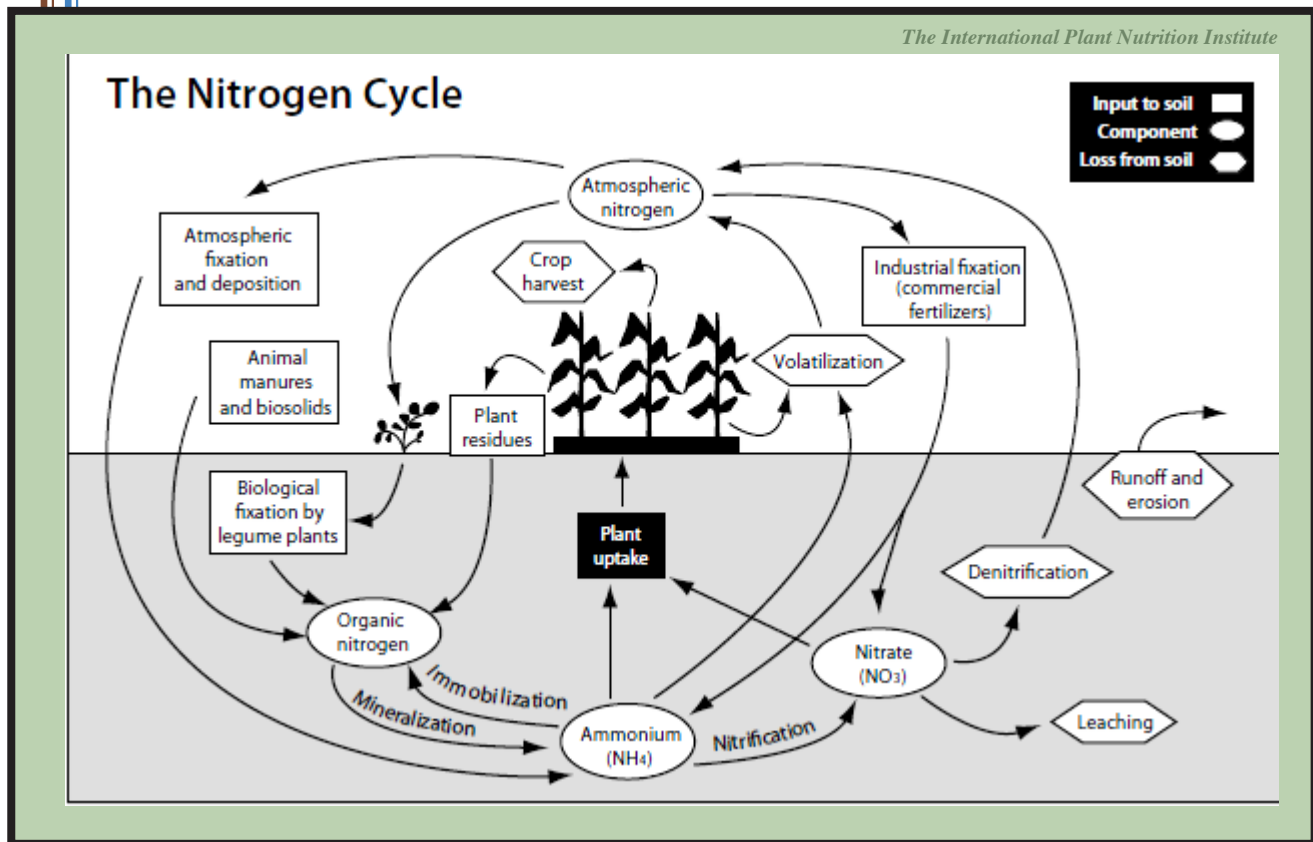 The International Plant Nutrition Institute
The Nitrogen Cycle
Input to soil
Component
Loss from soil
Atmospheric
nitrogen
Atmospheric
fixation
and deposition
Crop
harvest
Industrial fixation
(commercial
fertilizers)
Animal
manures
and biosolids
Volatilization
Plant
residues
Biological
fixation by
legume plants
Runoff and
erosion
Plant
uptake
Denitrification
Organic
nitrogen
Nitrate
(NO3)
Immobilization
Mineralization
Ammonium
(NH4)
Nitrification
Leaching